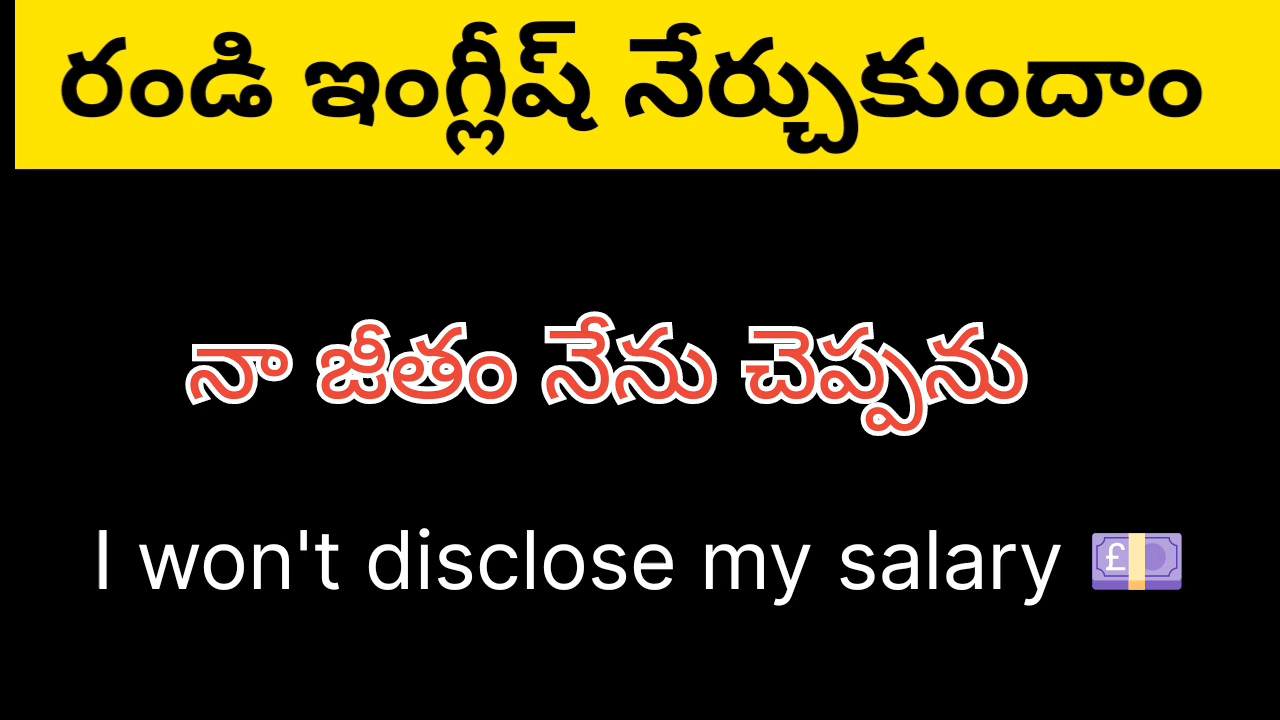 రండి ఇంగ్లీష్ నేర్చుకుందాం
నా జీతం నేను చెప్పను
I won't disclose my salary 💷